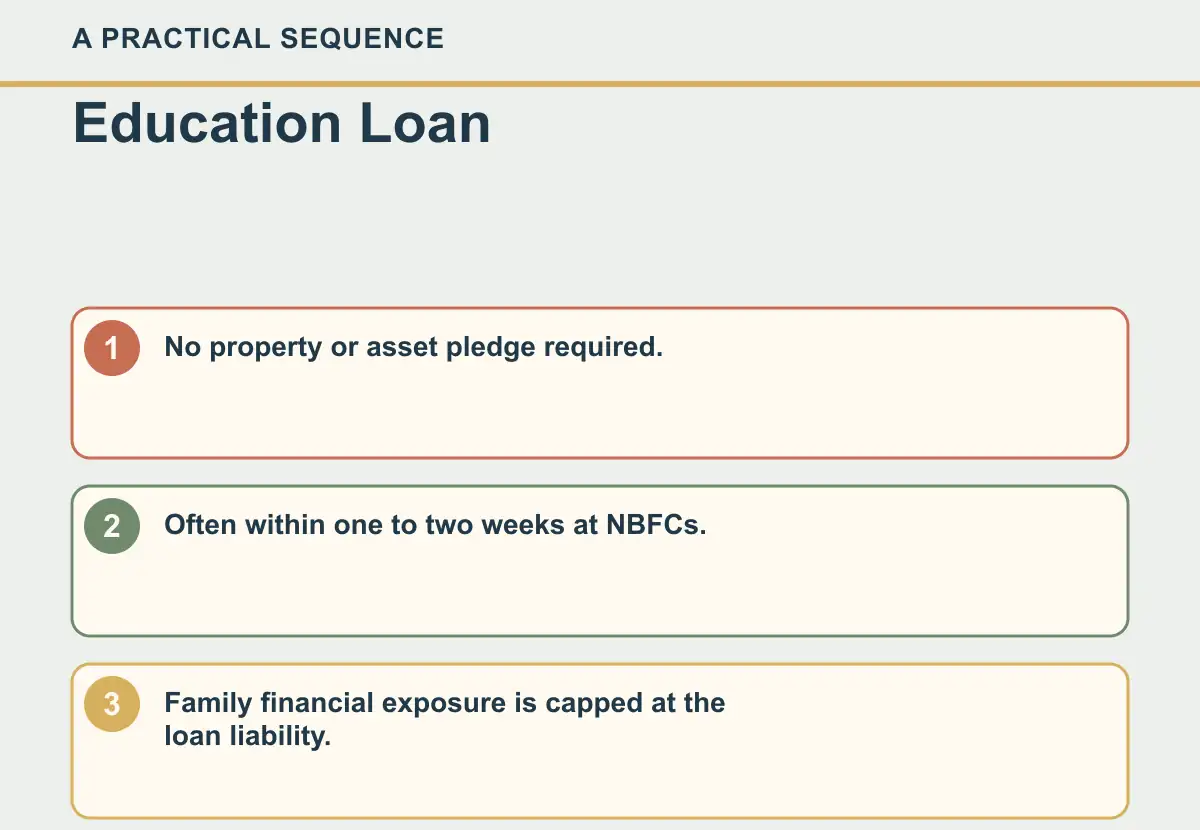 A PRACTICAL SEQUENCE
Education Loan
1
No property or asset pledge required.
2
Often within one to two weeks at NBFCs.
3
Family financial exposure is capped at the
loan liability.